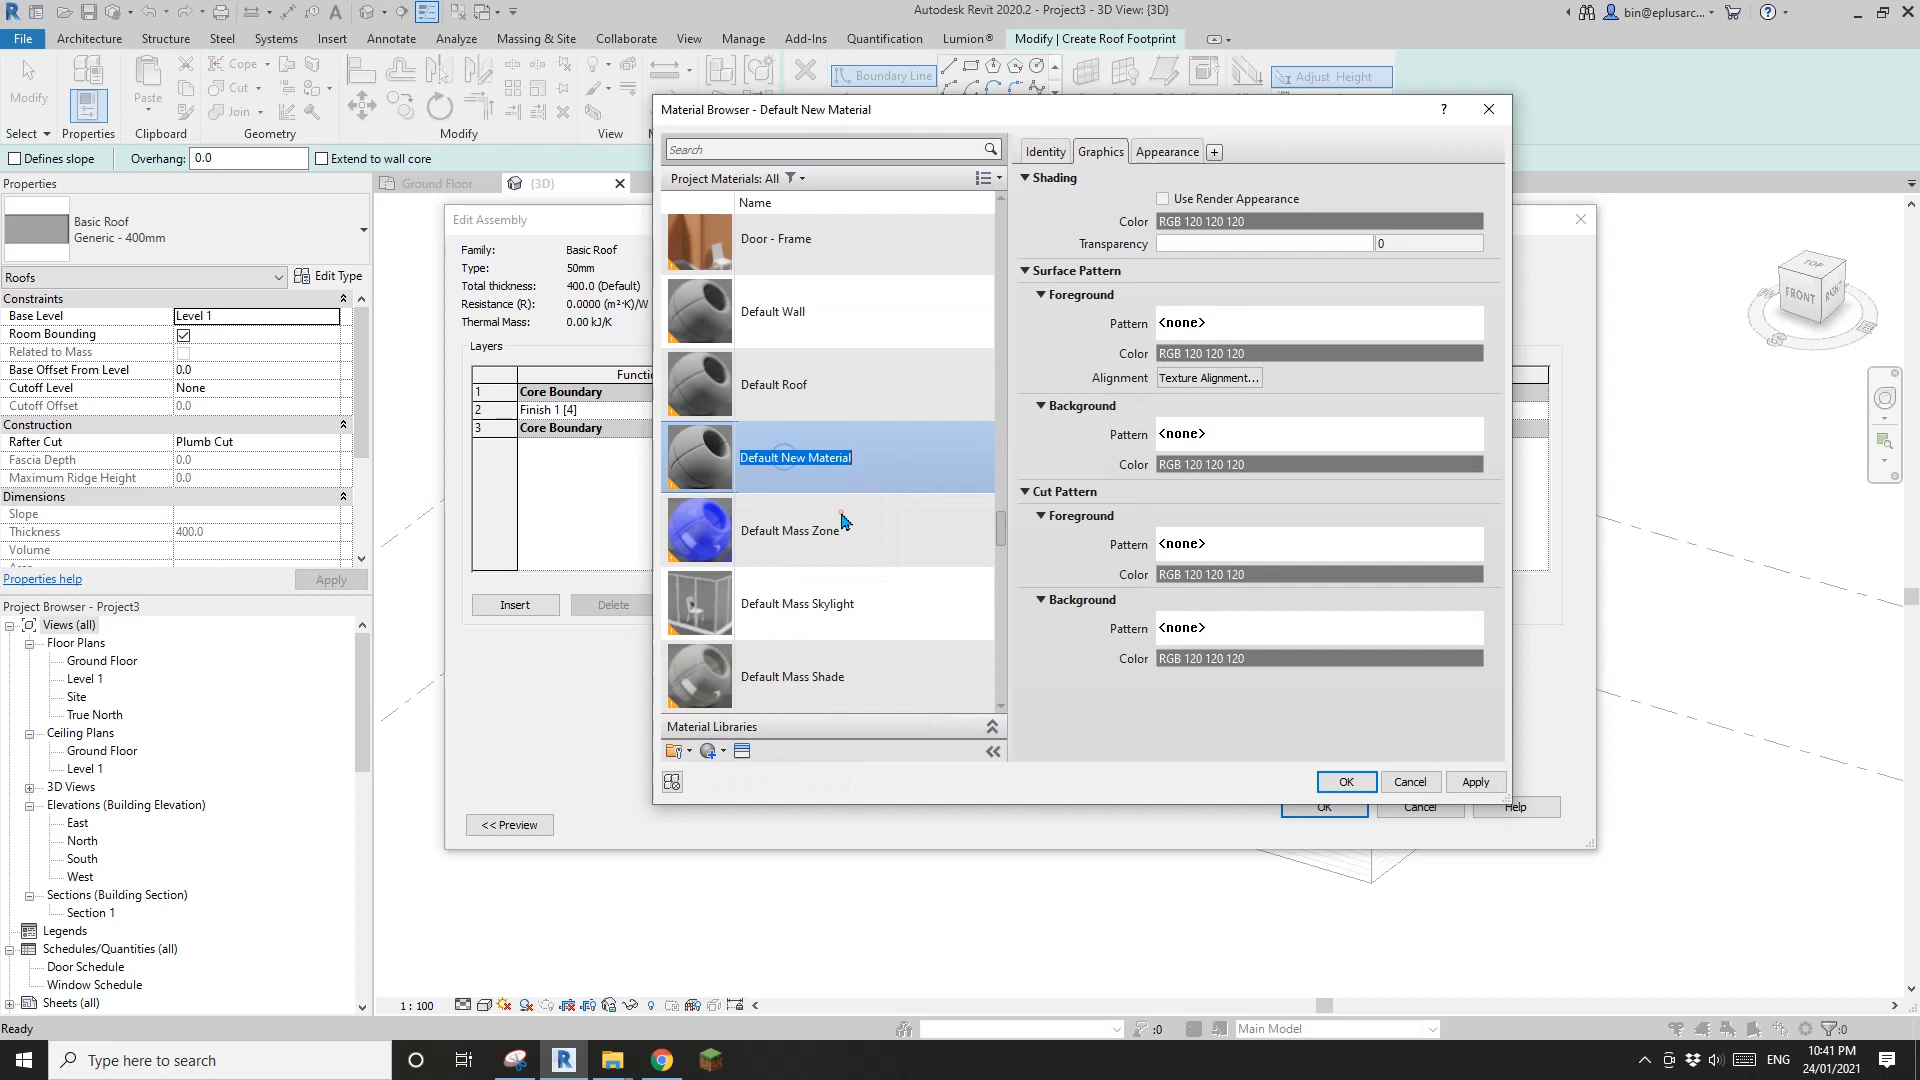 Autodesk Revit 2020.2 - Project3 - 3D View: {3D}
bin@eplusarc...
File Architecture Structure Steel Systems Insert Annotate Analyze Massing & Site Collaborate View Manage Add-Ins Quantification Lumion® Modify | Create Roof Footprint
Modify
Paste
Cope
Cut
Join
Boundary Line
Adjust Height
Select Properties Clipboard Geometry Modify View
Defines slope Overhang: 0.0 Extend to wall core
Properties
Ground Floor
{3D}
Basic Roof
Generic - 400mm
Roofs
Edit Type
Constraints
Base Level Level 1
Room Bounding
Related to Mass
Base Offset From Level 0.0
Cutoff Level None
Cutoff Offset 0.0
Construction
Rafter Cut Plumb Cut
Fascia Depth 0.0
Maximum Ridge Height 0.0
Dimensions
Slope
Thickness 400.0
Volume
Properties help
Apply
Project Browser - Project3
Views (all)
Floor Plans
Ground Floor
Level 1
Site
True North
Ceiling Plans
Ground Floor
Level 1
3D Views
Elevations (Building Elevation)
East
North
South
West
Sections (Building Section)
Section 1
Legends
Schedules/Quantities (all)
Door Schedule
Window Schedule
Sheets (all)
Edit Assembly
Family: Basic Roof
Type: 50mm
Total thickness: 400.0 (Default)
Resistance (R): 0.0000 (m²·K)/W
Thermal Mass: 0.00 kJ/K
Layers
1 Core Boundary
2 Finish 1 [4]
3 Core Boundary
Insert
Delete
<< Preview
OK
Cancel
Help
Material Browser - Default New Material
?
Search
Project Materials: All
Name
Door - Frame
Default Wall
Default Roof
Default New Material
Default Mass Zone
Default Mass Skylight
Default Mass Shade
Material Libraries
Identity Graphics Appearance
Shading
Use Render Appearance
Color RGB 120 120 120
Transparency 0
Surface Pattern
Foreground
Pattern <none>
Color RGB 120 120 120
Alignment Texture Alignment...
Background
Pattern <none>
Color RGB 120 120 120
Cut Pattern
Foreground
Pattern <none>
Color RGB 120 120 120
Background
Pattern <none>
Color RGB 120 120 120
OK
Cancel
Apply
TOP
FRONT
RIGHT
1 : 100
Ready
:0
Main Model
:0
Type here to search
ENG
10:41 PM
24/01/2021